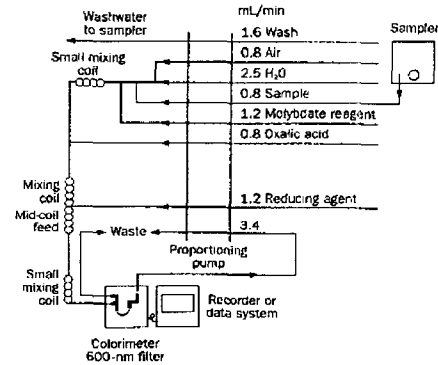 mL/min
Washwater
to sampler
1.6 Wash
Sampler
0.8 Air
Small mixing
coil
2.5 H₂O
0.8 Sample
1.2 Molybdate reagent
0.8 Oxalic acid
Mixing
coil
1.2 Reducing agent
Mid-coil
feed
Waste
3.4
Proportioning
pump
Small
mixing
coil
Recorder or
data system
Colorimeter
600-nm filter